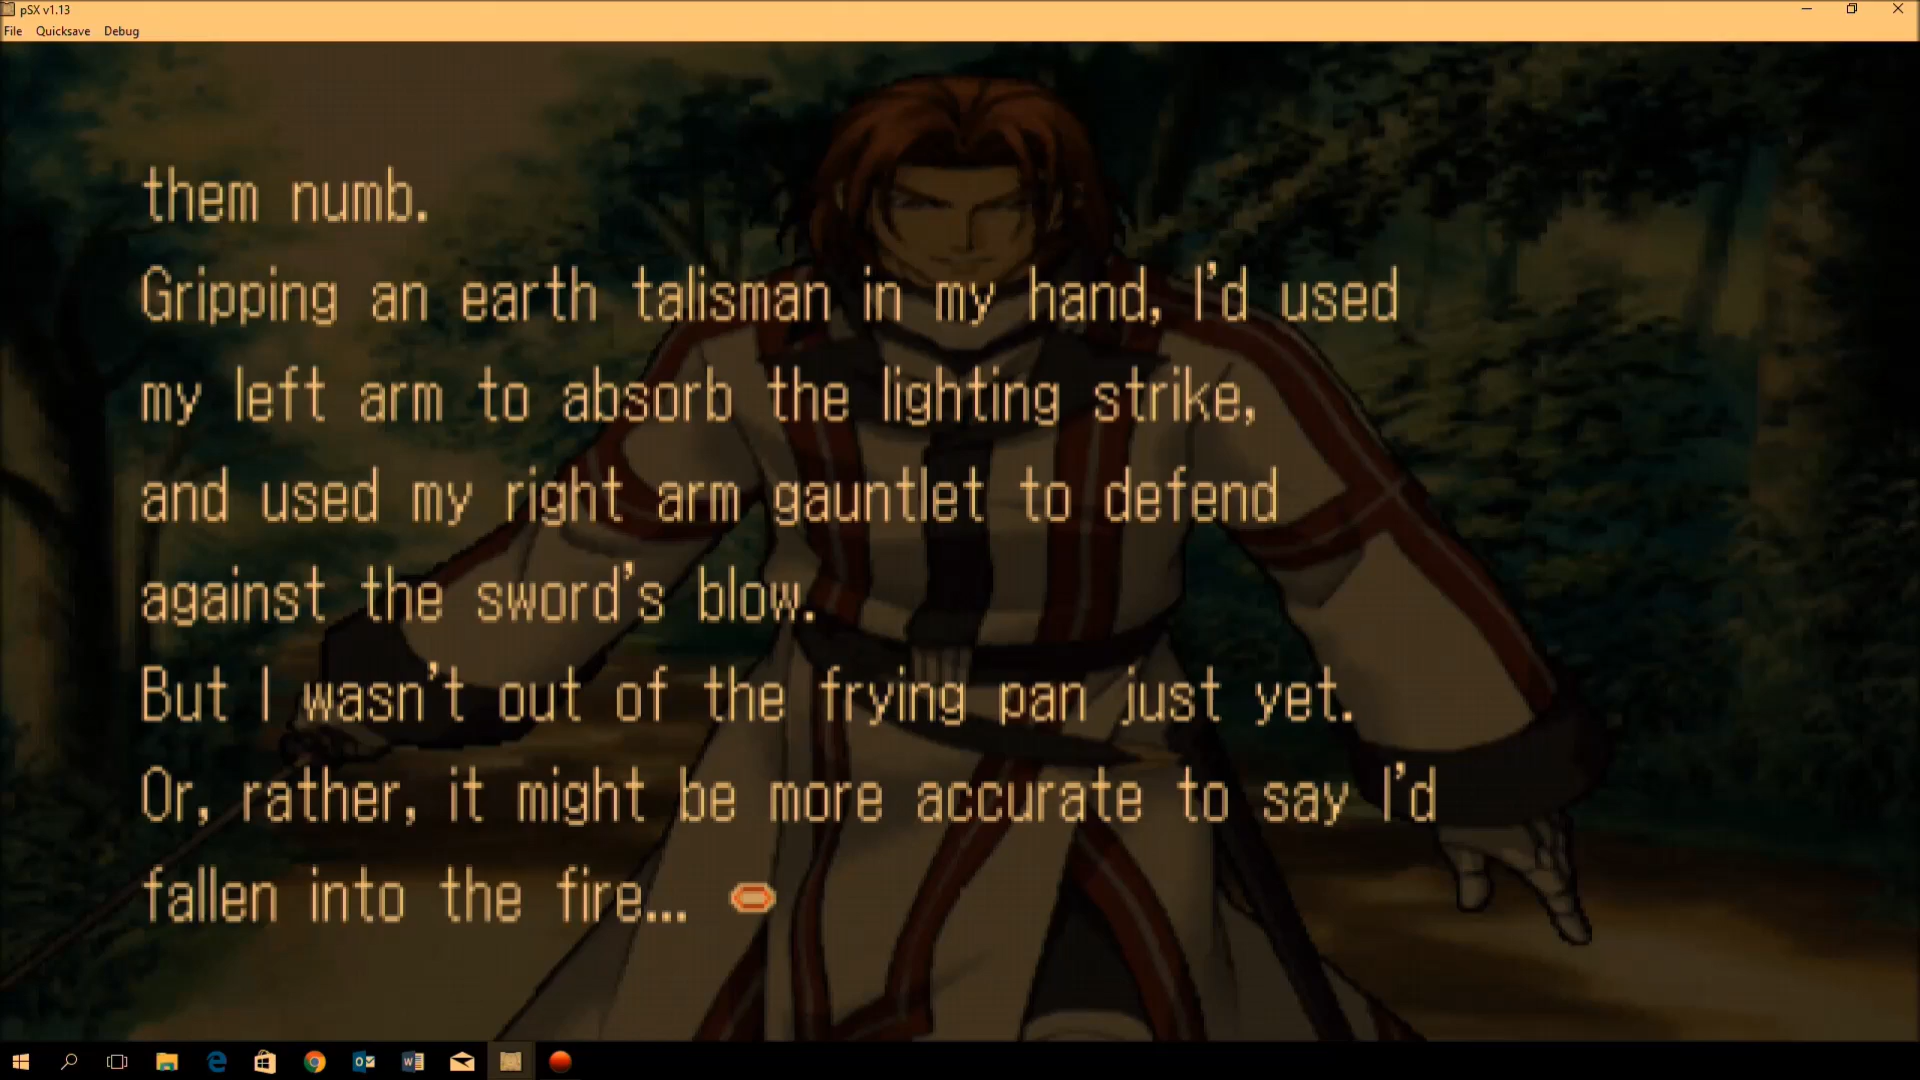 pSX v1.13
File Quicksave Debug
them numb.
Gripping an earth talisman in my hand, I'd used
my left arm to absorb the lighting strike,
and used my right arm gauntlet to defend
against the sword's blow.
But I wasn't out of the frying pan just yet.
Or, rather, it might be more accurate to say I'd
fallen into the fire...